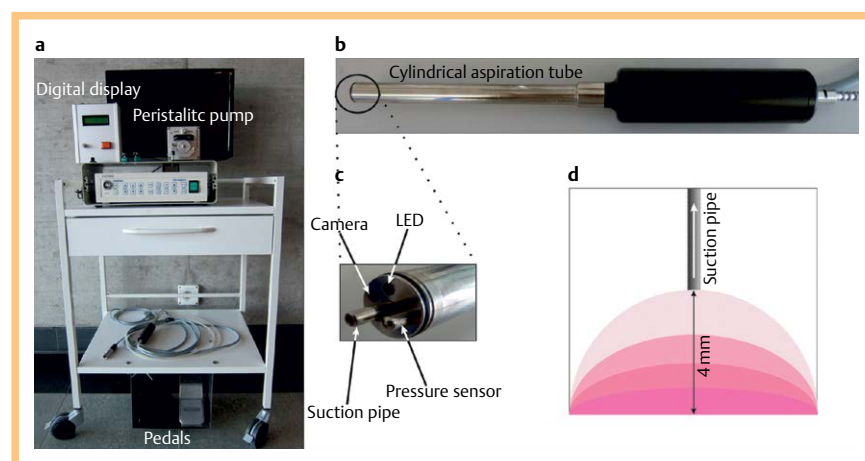 a
Digital display
Peristalitc pump
Pedals
b
Cylindrical aspiration tube
c
Camera
LED
Suction pipe
Pressure sensor
d
Suction pipe
4 mm